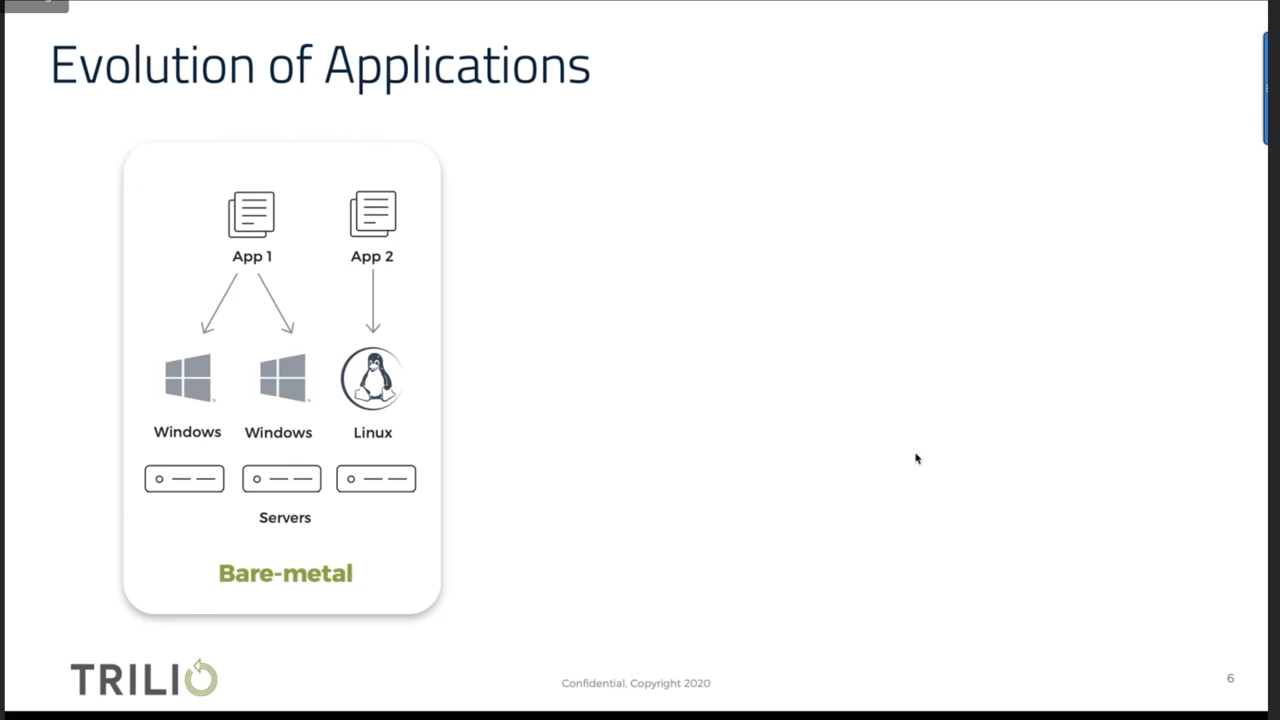 Evolution of Applications
App 1
App 2
Windows
Windows
Linux
Servers
Bare-metal
TRILIO
Confidential, Copyright 2020
6